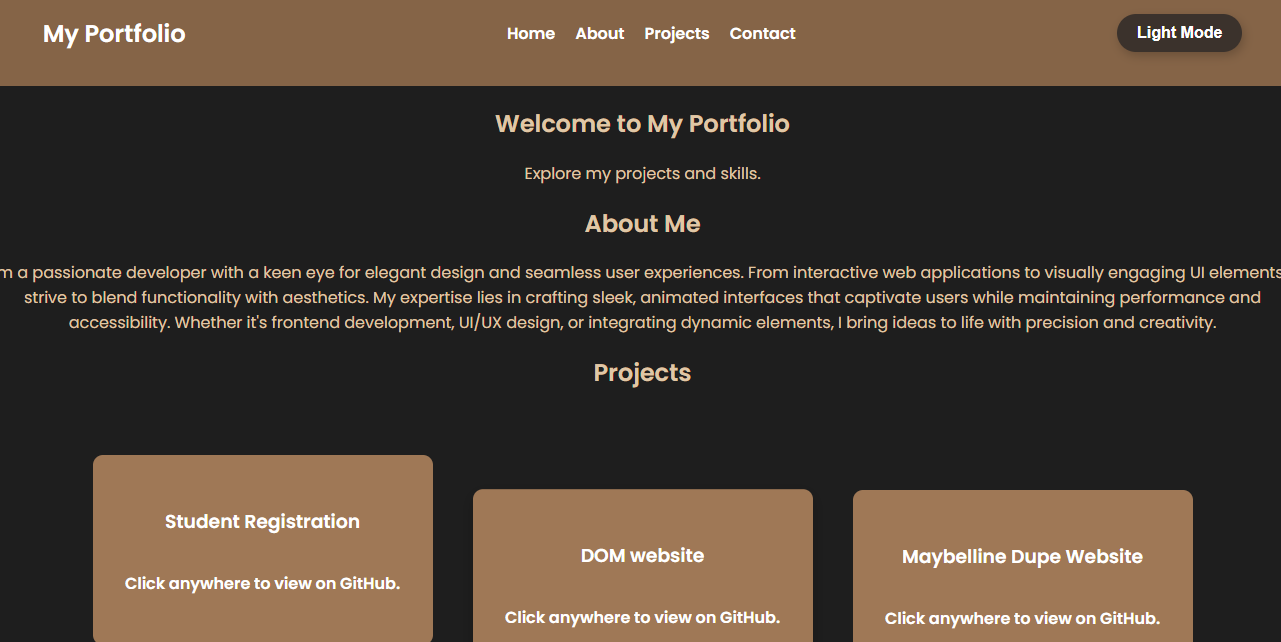 My Portfolio
Home About Projects Contact
Light Mode
Welcome to My Portfolio
Explore my projects and skills.
About Me
m a passionate developer with a keen eye for elegant design and seamless user experiences. From interactive web applications to visually engaging UI elements
strive to blend functionality with aesthetics. My expertise lies in crafting sleek, animated interfaces that captivate users while maintaining performance and
accessibility. Whether it's frontend development, UI/UX design, or integrating dynamic elements, I bring ideas to life with precision and creativity.
Projects
Student Registration
Click anywhere to view on GitHub.
DOM website
Click anywhere to view on GitHub.
Maybelline Dupe Website
Click anywhere to view on GitHub.